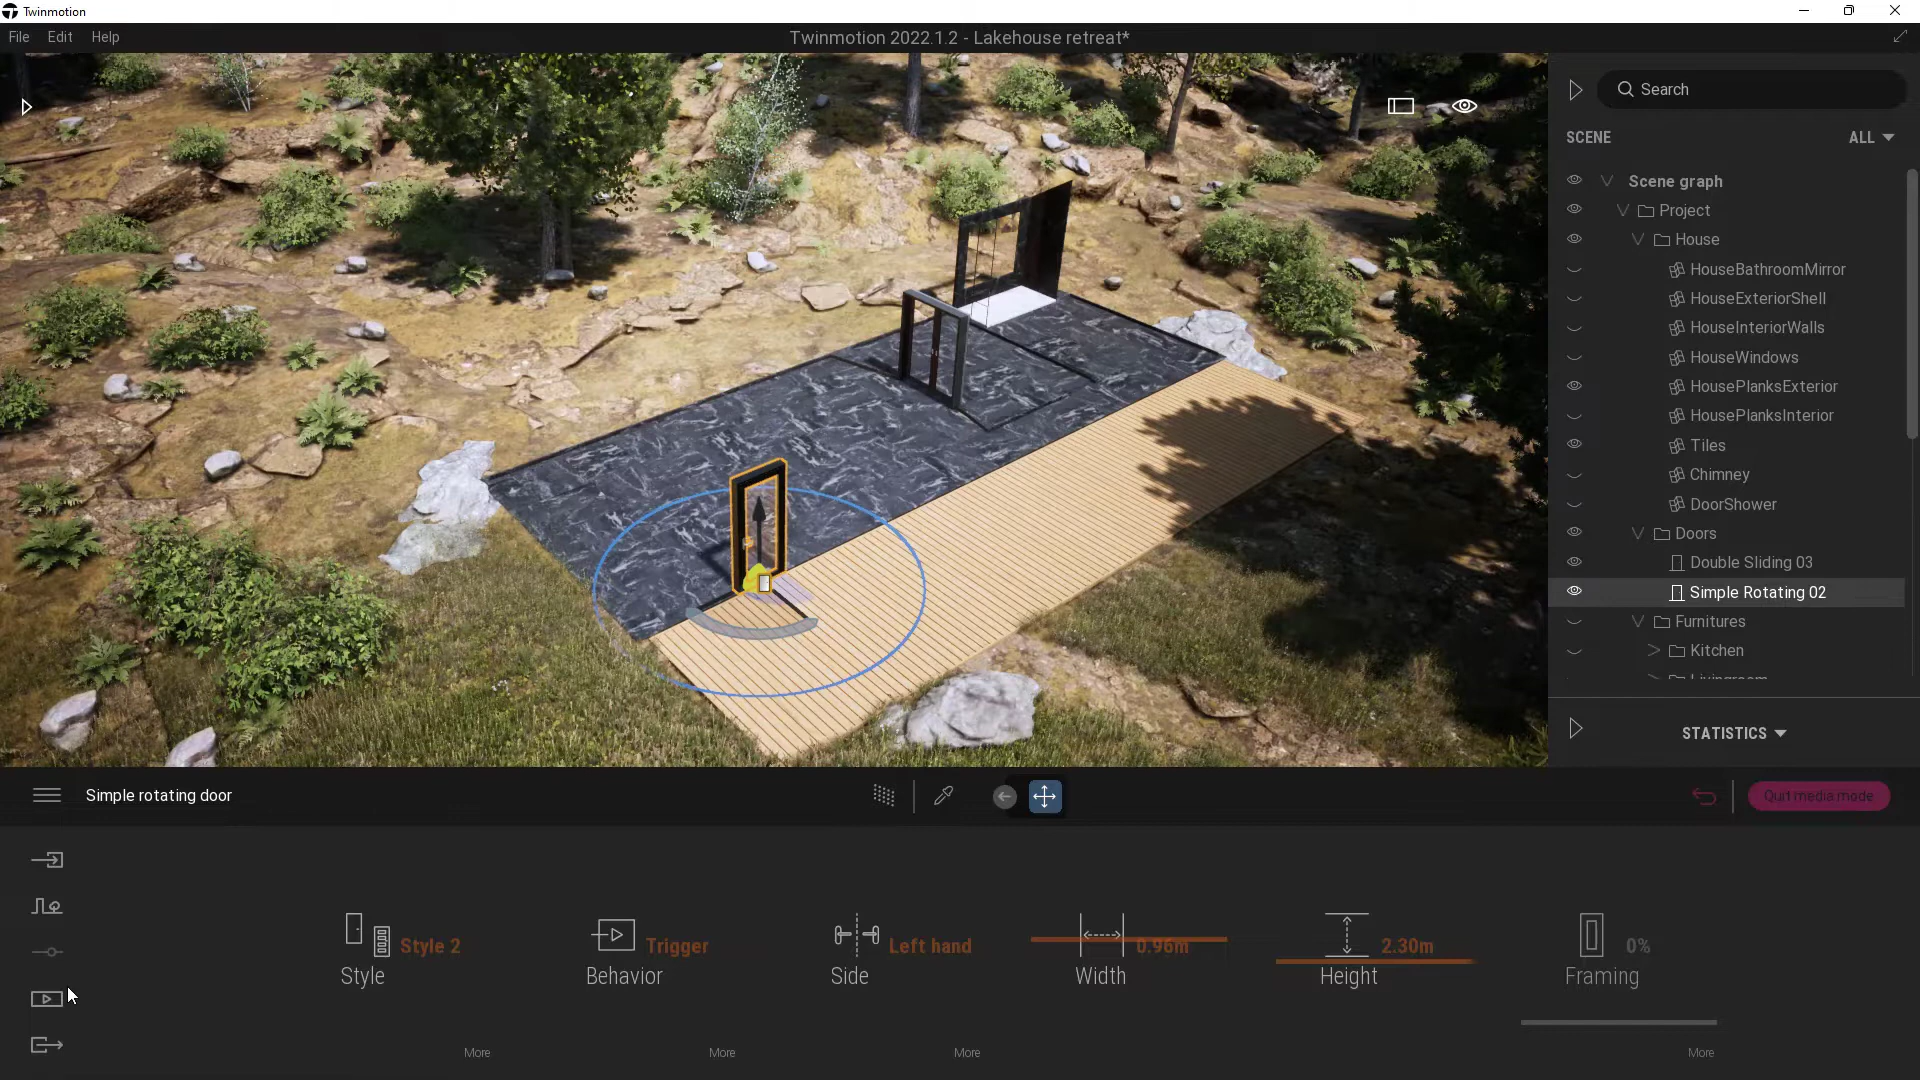 Twinmotion
File Edit Help
Twinmotion 2022.1.2 - Lakehouse retreat*
Search
SCENE
ALL
Scene graph
Project
House
HouseBathroomMirror
HouseExteriorShell
HouseInteriorWalls
HouseWindows
HousePlanksExterior
HousePlanksInterior
Tiles
Chimney
DoorShower
Doors
Double Sliding 03
Simple Rotating 02
Furnitures
Kitchen
Livingroom
STATISTICS
Simple rotating door
Quit media mode
Style 2
Style
More
Trigger
Behavior
More
Left hand
Side
More
0.96m
Width
2.30m
Height
0%
Framing
More